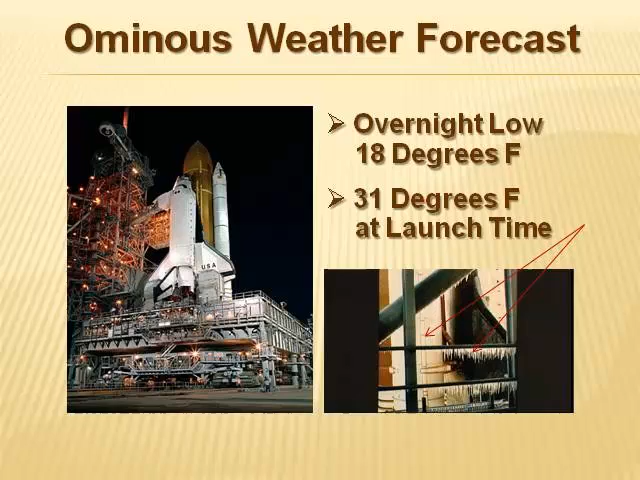 Ominous Weather Forecast
➢ Overnight Low
18 Degrees F
➢ 31 Degrees F
at Launch Time
USA